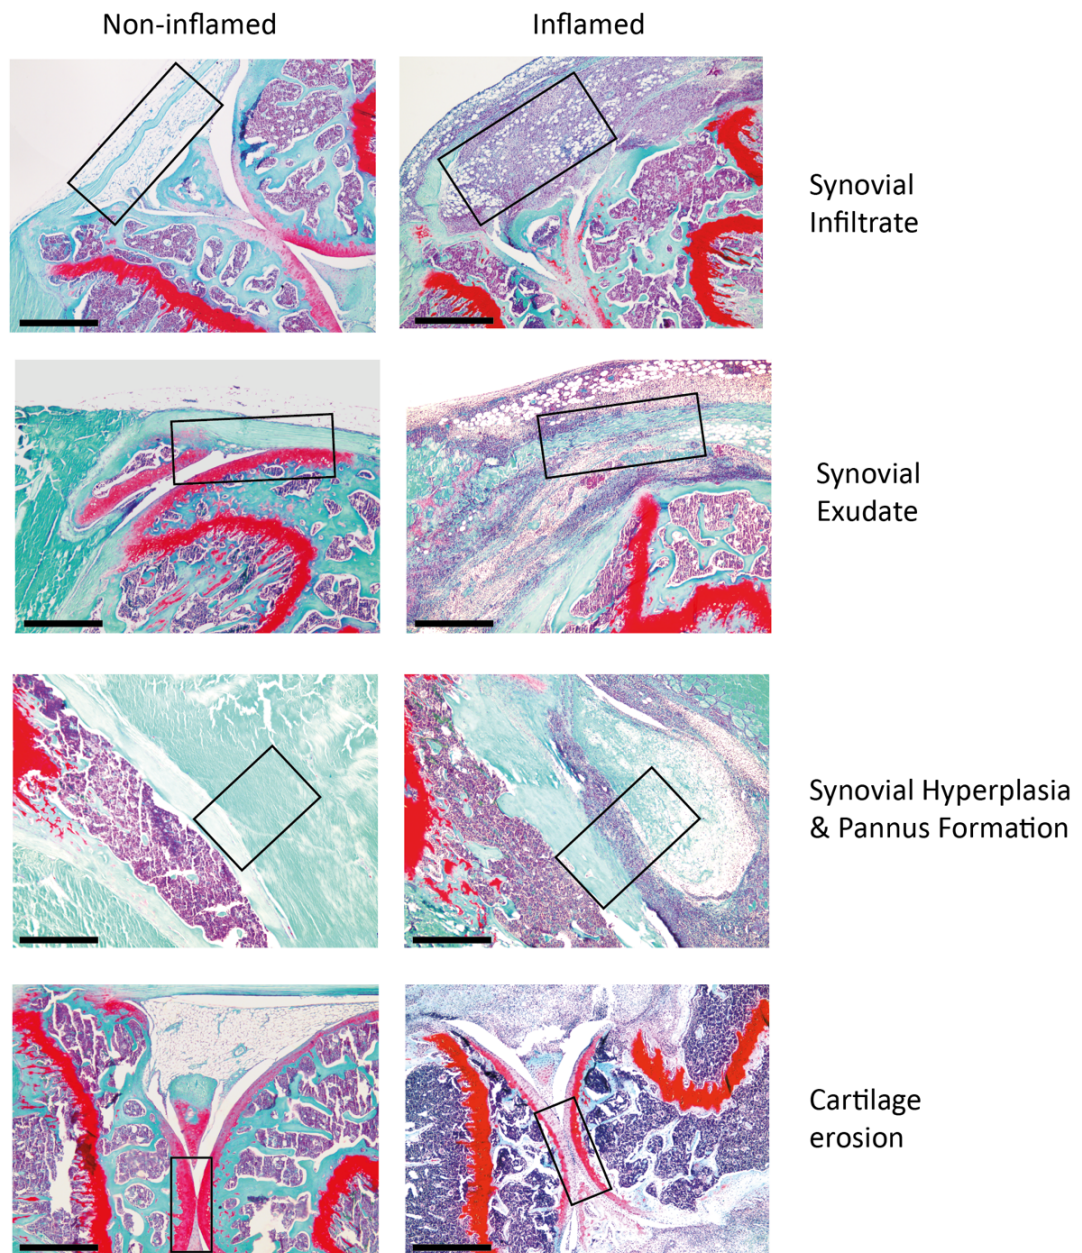 Non-inflamed
Inflamed
Synovial
Infiltrate
Synovial
Exudate
Synovial Hyperplasia
& Pannus Formation
Cartilage
erosion